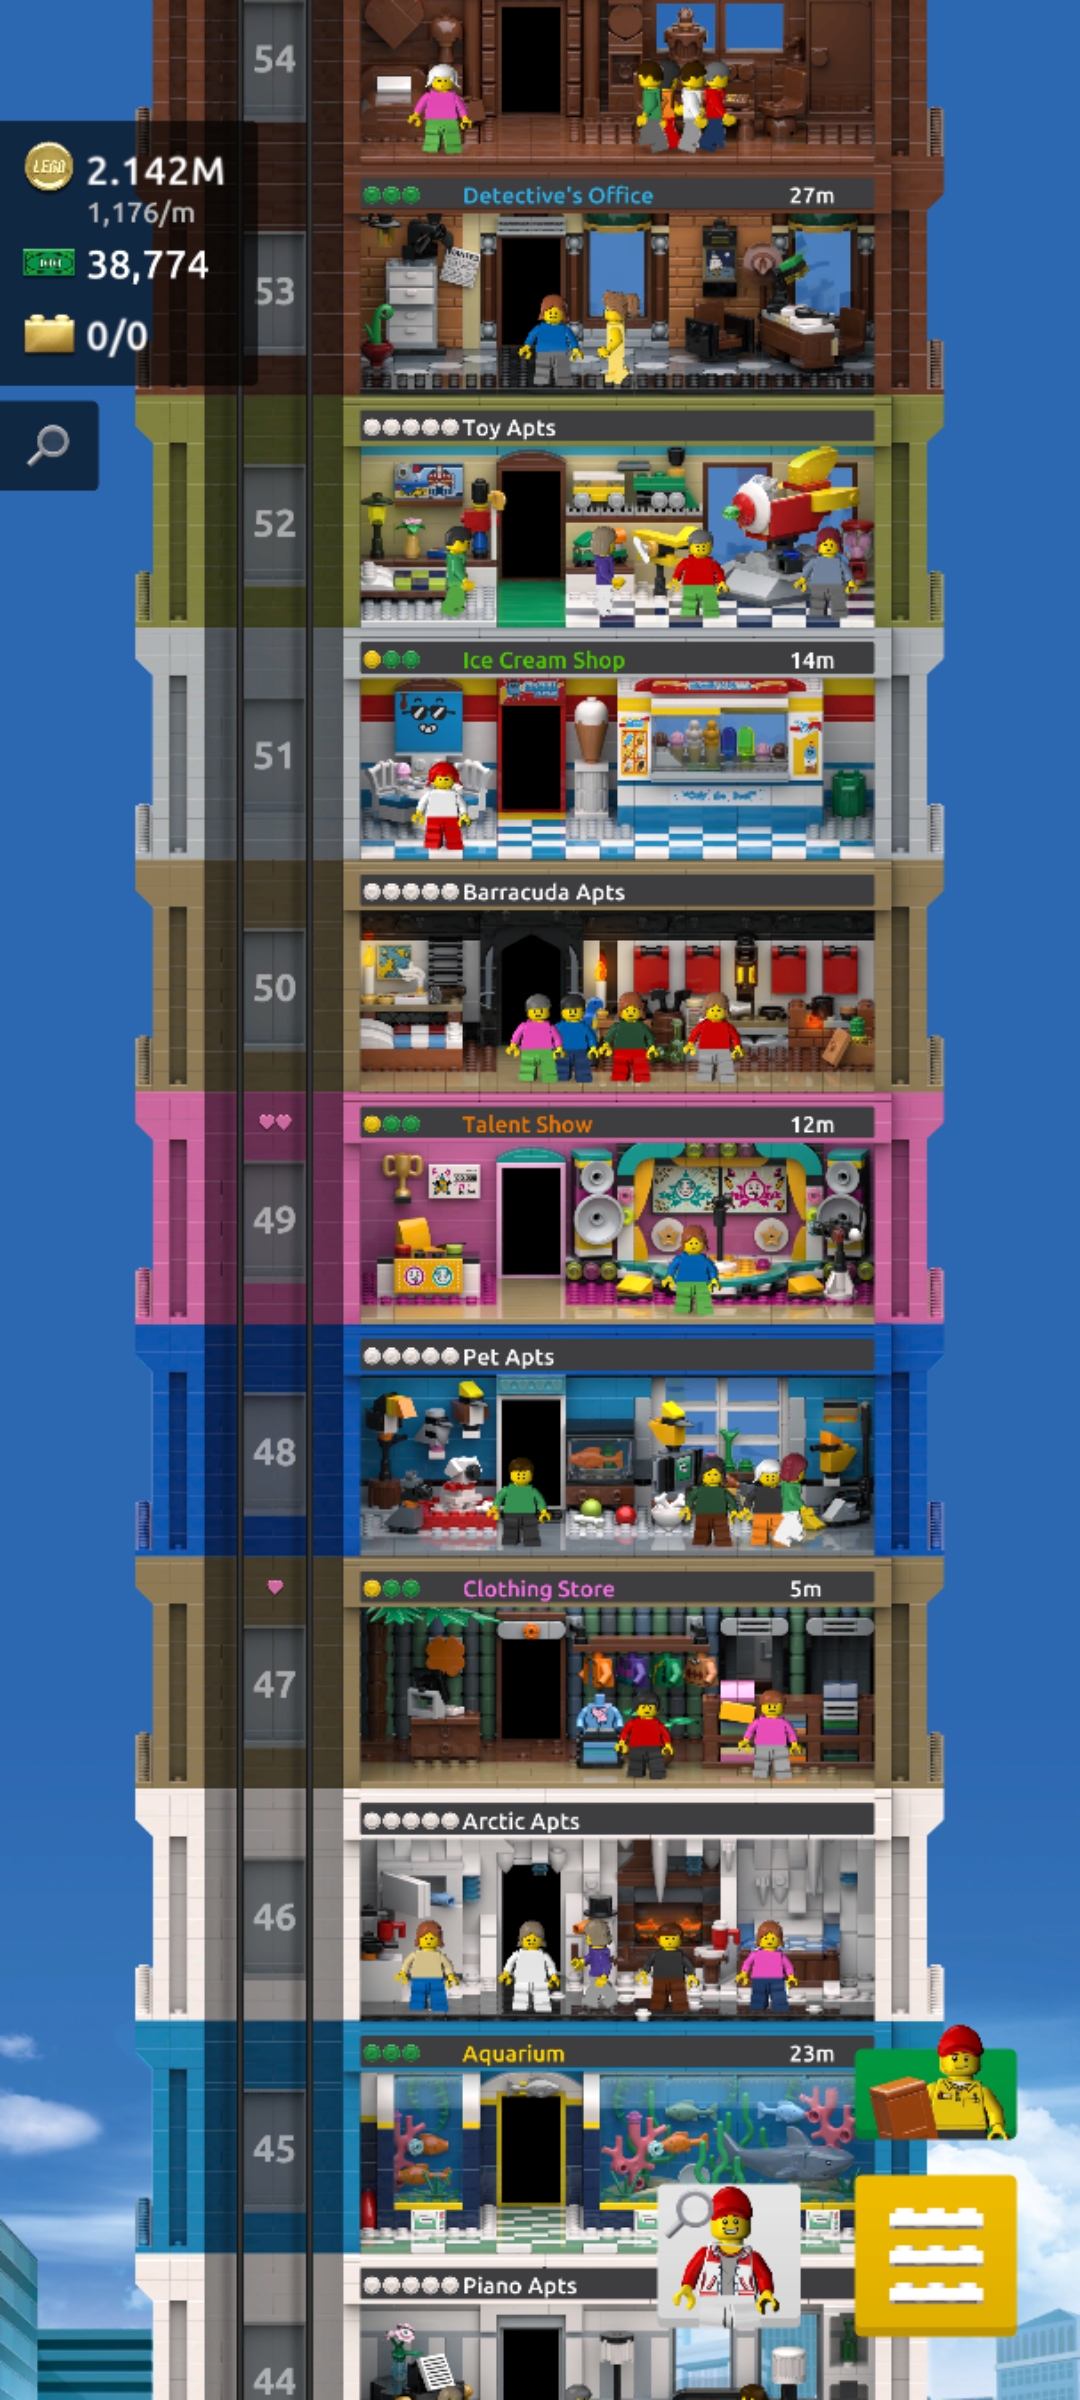 54
LEGO
2.142M
1,176/m
38,774
0/0
Detective's Office 27m
WANTED
53
Toy Apts
52
Ice Cream Shop 14m
51
Barracuda Apts
50
Talent Show 12m
49
Pet Apts
48
Clothing Store 5m
47
Arctic Apts
46
Aquarium 23m
45
Piano Apts
44